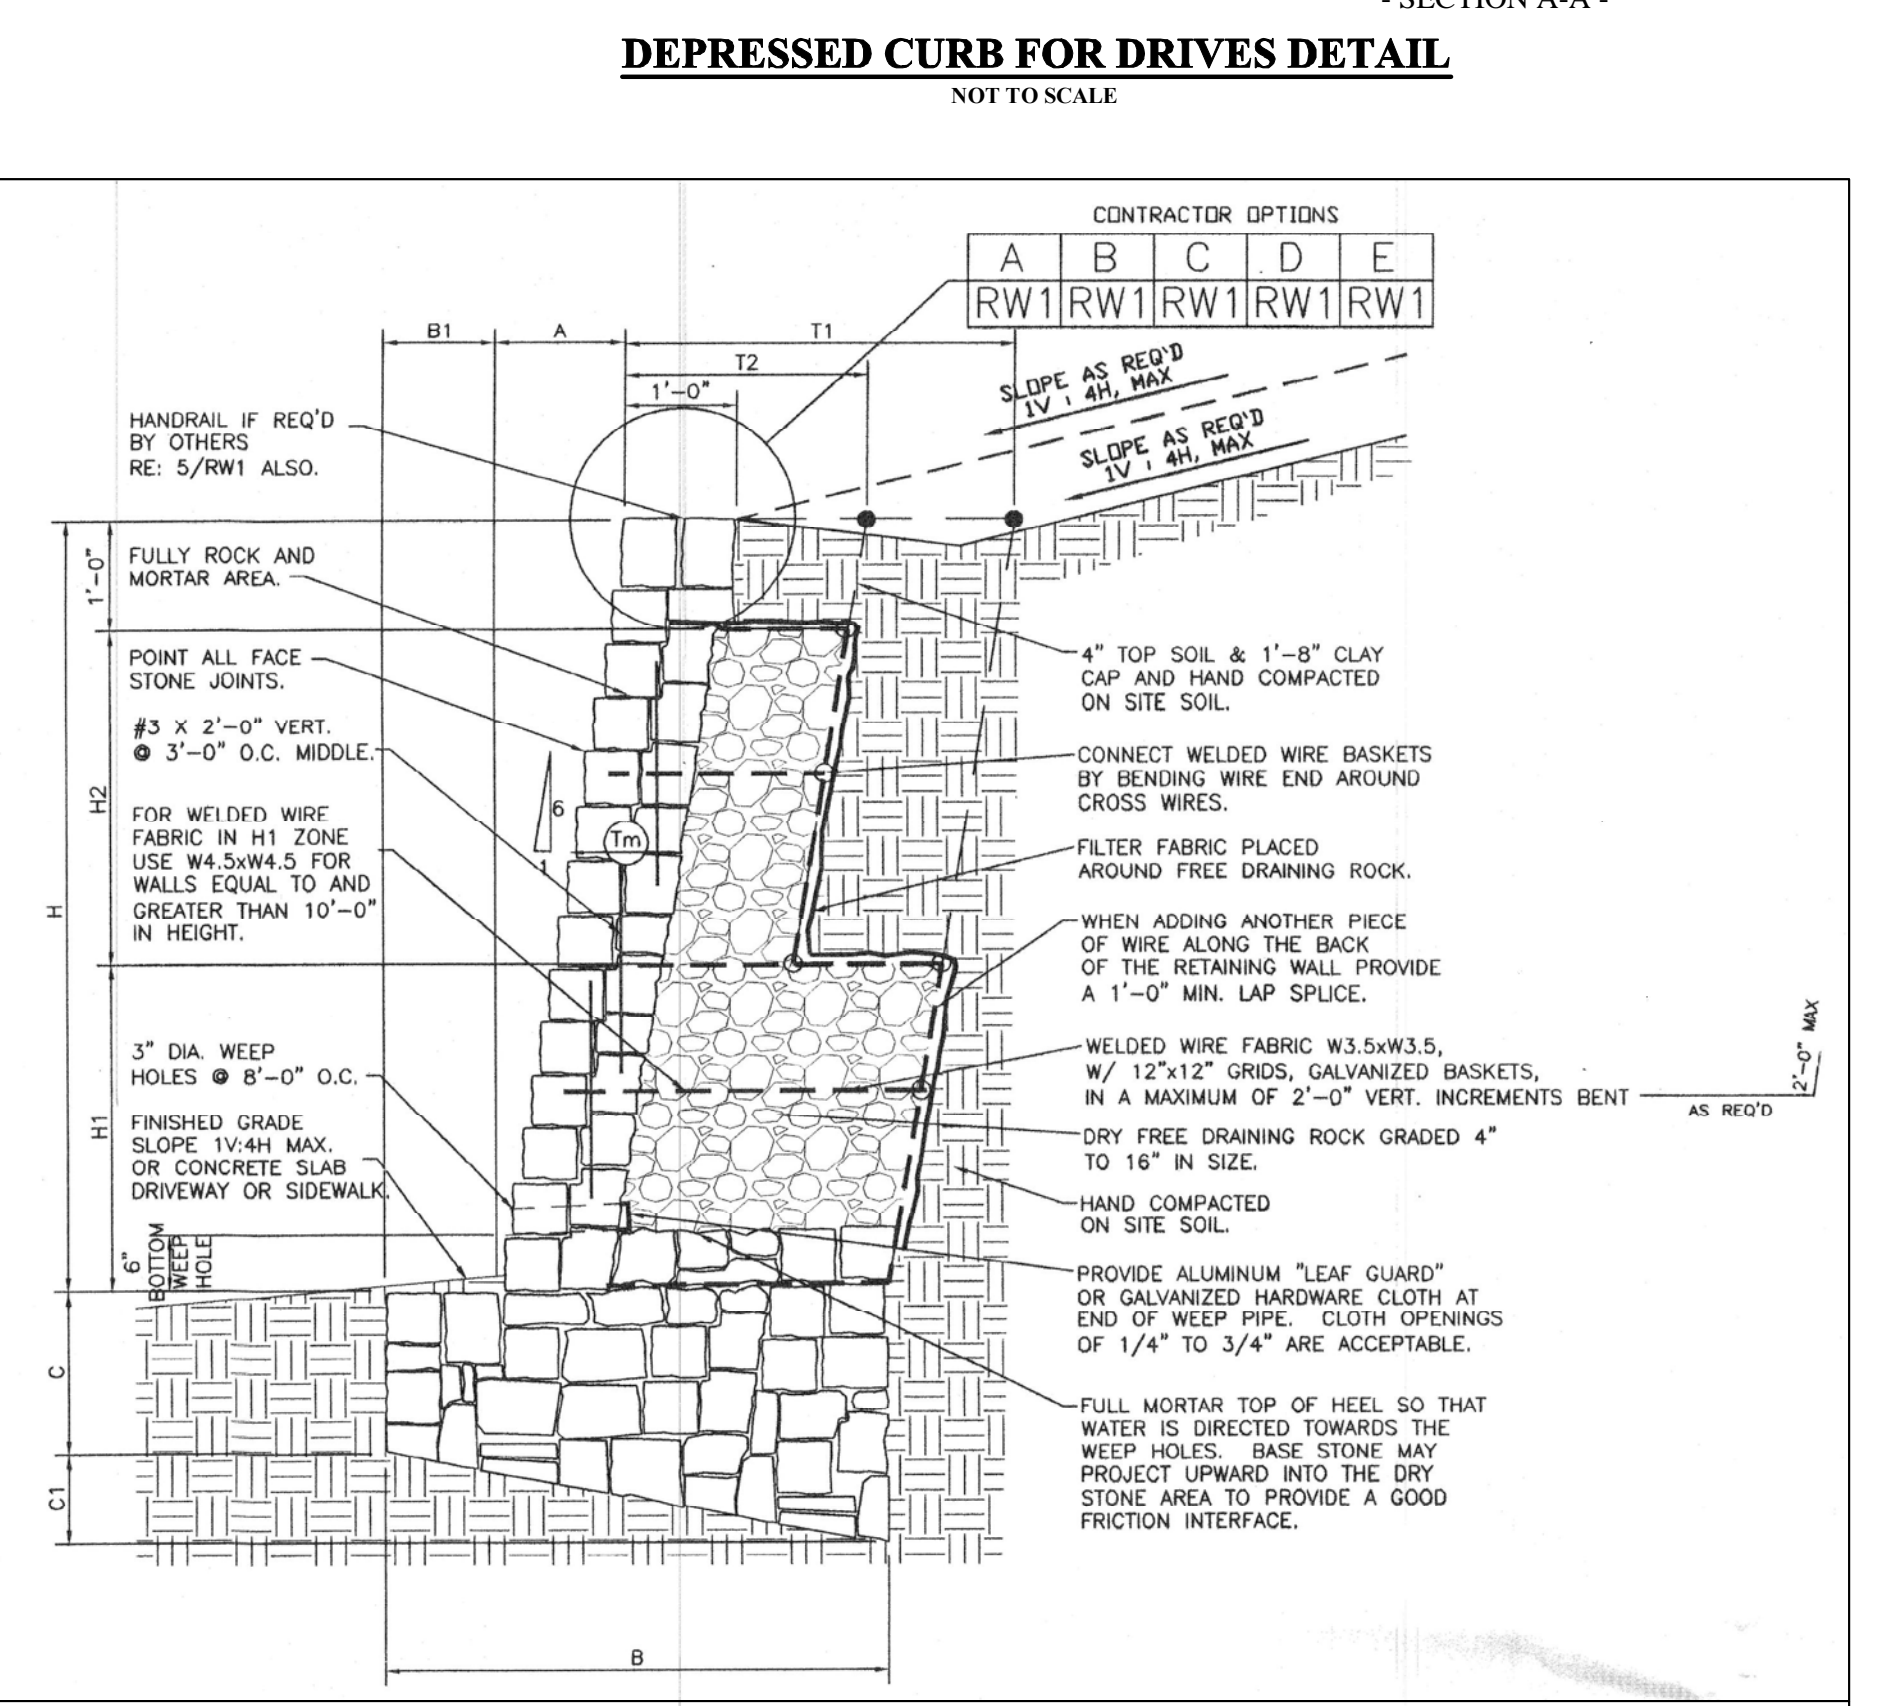 - SECTION A-A -
DEPRESSED CURB FOR DRIVES DETAIL
NOT TO SCALE
CONTRACTOR OPTIONS
A B C D E
RW1 RW1 RW1 RW1 RW1
B1 A T1
T2
1'-0"
SLOPE AS REQ'D
1V : 4H, MAX
SLOPE AS REQ'D
1V : 4H, MAX
HANDRAIL IF REQ'D
BY OTHERS
RE: 5/RW1 ALSO.
1'-0"
FULLY ROCK AND
MORTAR AREA.
POINT ALL FACE
STONE JOINTS.
#3 X 2'-0" VERT.
@ 3'-0" O.C. MIDDLE.
FOR WELDED WIRE
FABRIC IN H1 ZONE
USE W4.5xW4.5 FOR
WALLS EQUAL TO AND
GREATER THAN 10'-0"
IN HEIGHT.
H2
6
1
Tm
H
3" DIA. WEEP
HOLES @ 8'-0" O.C.
H1
FINISHED GRADE
SLOPE 1V:4H MAX.
OR CONCRETE SLAB
DRIVEWAY OR SIDEWALK.
6"
BOTTOM
WEEP
HOLE
C
C1
B
4" TOP SOIL & 1'-8" CLAY
CAP AND HAND COMPACTED
ON SITE SOIL.
CONNECT WELDED WIRE BASKETS
BY BENDING WIRE END AROUND
CROSS WIRES.
FILTER FABRIC PLACED
AROUND FREE DRAINING ROCK.
WHEN ADDING ANOTHER PIECE
OF WIRE ALONG THE BACK
OF THE RETAINING WALL PROVIDE
A 1'-0" MIN. LAP SPLICE.
WELDED WIRE FABRIC W3.5xW3.5,
W/ 12"x12" GRIDS, GALVANIZED BASKETS,
IN A MAXIMUM OF 2'-0" VERT. INCREMENTS BENT
AS REQ'D
2'-0" MAX
DRY FREE DRAINING ROCK GRADED 4"
TO 16" IN SIZE.
HAND COMPACTED
ON SITE SOIL.
PROVIDE ALUMINUM "LEAF GUARD"
OR GALVANIZED HARDWARE CLOTH AT
END OF WEEP PIPE. CLOTH OPENINGS
OF 1/4" TO 3/4" ARE ACCEPTABLE.
FULL MORTAR TOP OF HEEL SO THAT
WATER IS DIRECTED TOWARDS THE
WEEP HOLES. BASE STONE MAY
PROJECT UPWARD INTO THE DRY
STONE AREA TO PROVIDE A GOOD
FRICTION INTERFACE.